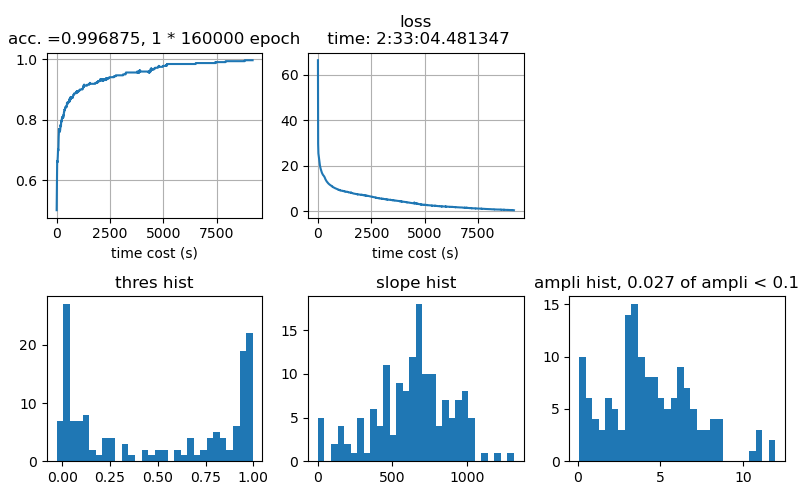 acc. =0.996875, 1 * 160000 epoch
1.0
0.8
0.6
0 2500 5000 7500
time cost (s)
loss
time: 2:33:04.481347
60
40
20
0
0 2500 5000 7500
time cost (s)
thres hist
20
10
0
0.00 0.25 0.50 0.75 1.00
slope hist
15
10
5
0
0 500 1000
ampli hist, 0.027 of ampli < 0.1
15
10
5
0
0 5 10